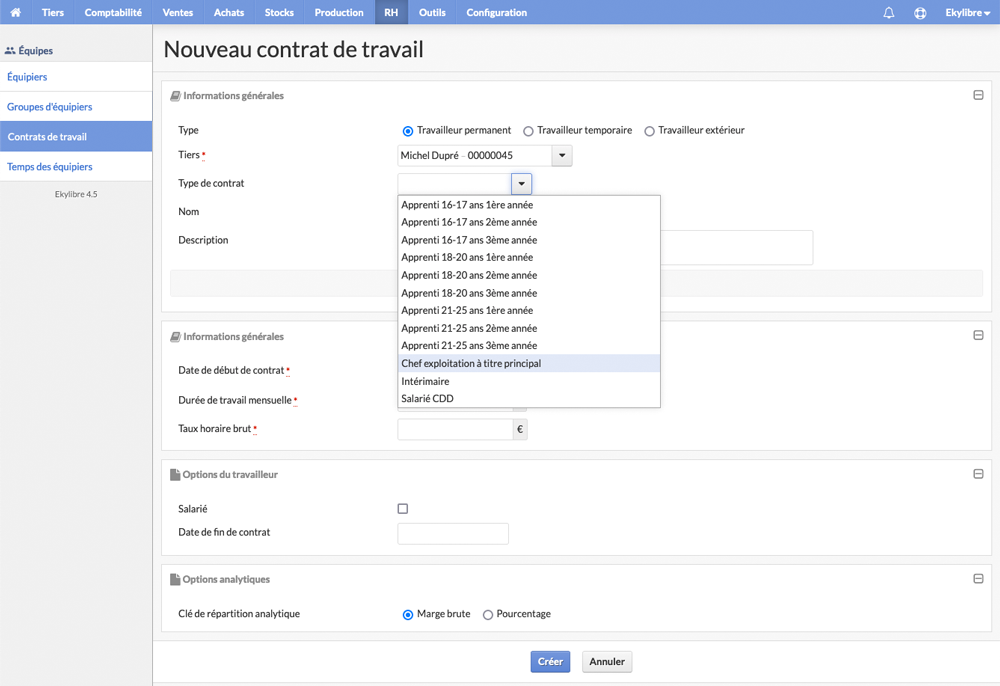 Tiers Comptabilité Ventes Achats Stocks Production RH Outils Configuration Ekylibre
Équipes
Équipiers
Groupes d'équipiers
Contrats de travail
Temps des équipiers
Ekylibre 4.5
Nouveau contrat de travail
Informations générales
Type Travailleur permanent Travailleur temporaire Travailleur extérieur
Tiers * Michel Dupré - 00000045
Type de contrat
Apprenti 16-17 ans 1ère année
Nom
Apprenti 16-17 ans 2ème année
Apprenti 16-17 ans 3ème année
Description
Apprenti 18-20 ans 1ère année
Apprenti 18-20 ans 2ème année
Apprenti 18-20 ans 3ème année
Apprenti 21-25 ans 1ère année
Apprenti 21-25 ans 2ème année
Apprenti 21-25 ans 3ème année
Chef exploitation à titre principal
Intérimaire
Salarié CDD
Informations générales
Date de début de contrat *
Durée de travail mensuelle *
Taux horaire brut * €
Options du travailleur
Salarié
Date de fin de contrat
Options analytiques
Clé de répartition analytique Marge brute Pourcentage
Créer Annuler